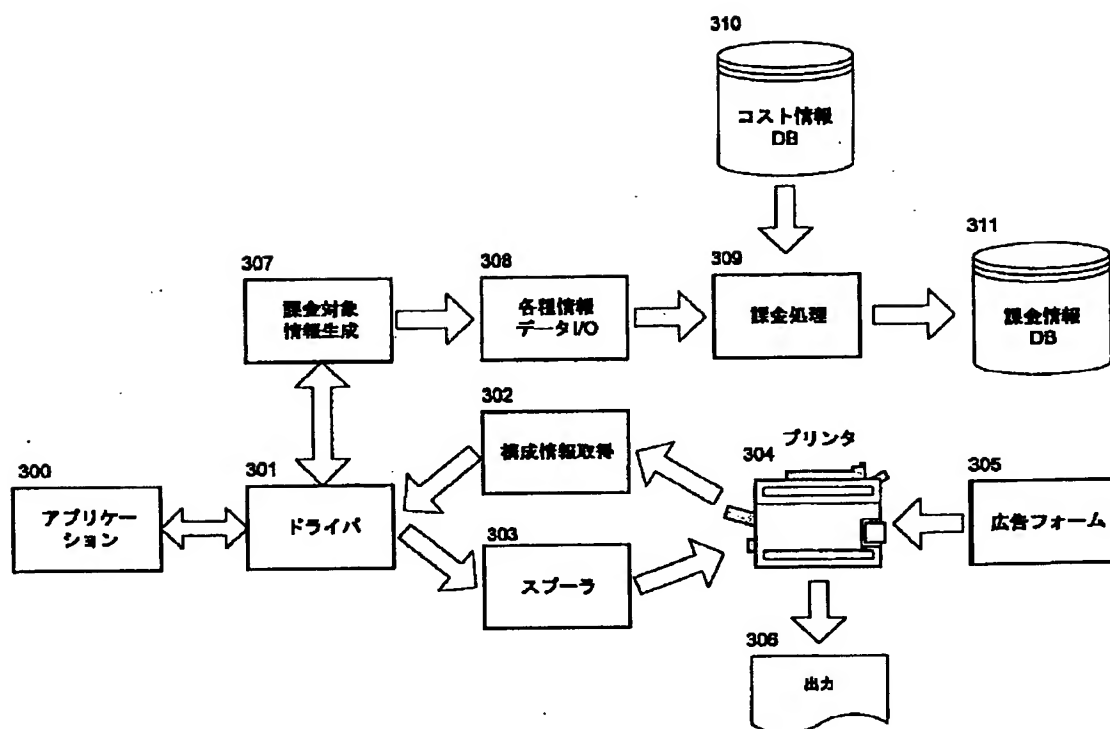 310
コスト情報
DB
311
307
308
309
課金対象
情報生成
各種情報
データI/O
課金処理
課金情報
DB
302
構成情報取得
プリンタ
300
301
304
305
アプリケー
ション
ドライバ
広告フォーム
303
スプーラ
306
出力